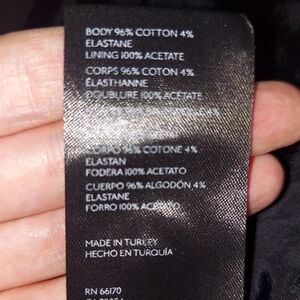 BODY 96% COTTON 4%
ELASTANE
LINING 100% ACETATE
CORPS 96% COTON 4%
ÉLASTHANNE
DOUBLURE 100% ACÉTATE
CORPO 96% COTONE 4%
ELASTAN
FODERA 100% ACETATO
CUERPO 96% ALGODÓN 4%
ELASTANE
FORRO 100% ACETATO
MADE IN TURKEY
HECHO EN TURQUÍA
RN 66170